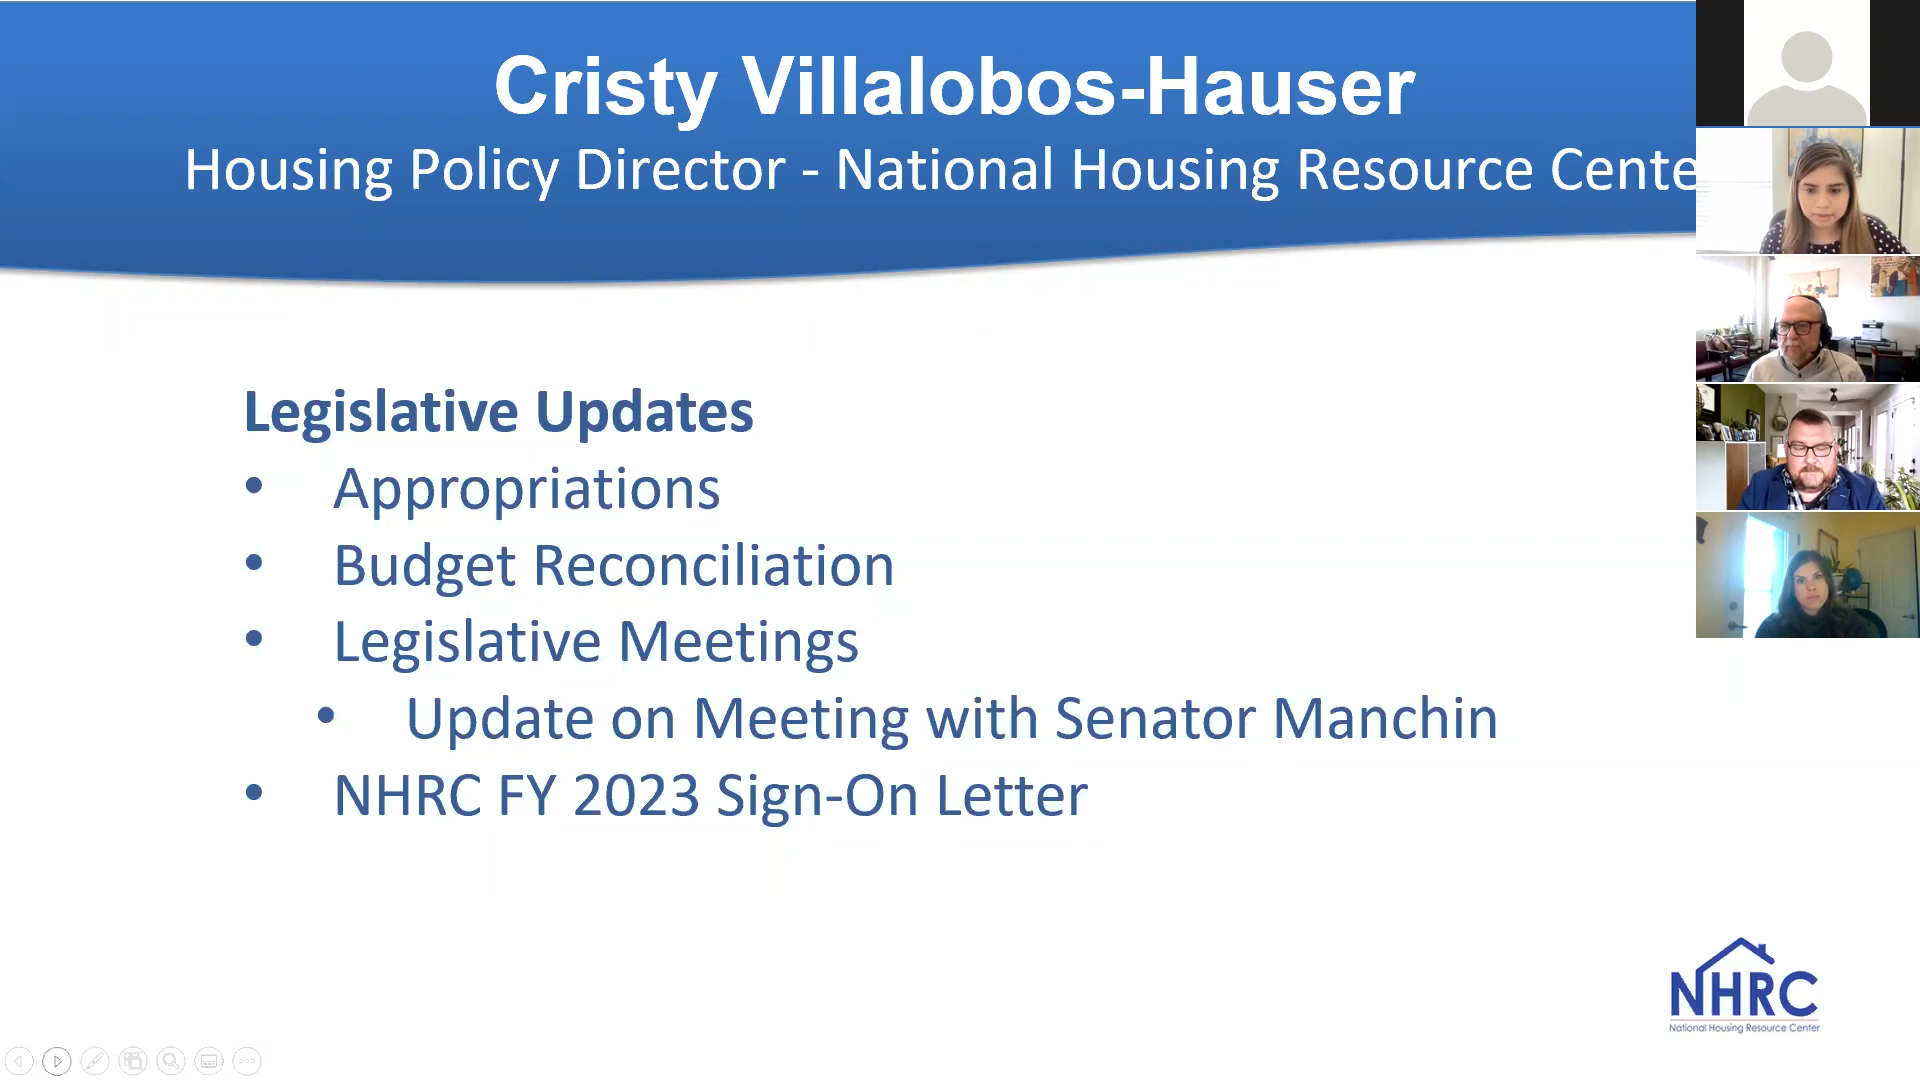 Cristy Villalobos-Hauser
Housing Policy Director - National Housing Resource Cente
Legislative Updates
• Appropriations
• Budget Reconciliation
• Legislative Meetings
• Update on Meeting with Senator Manchin
• NHRC FY 2023 Sign-On Letter
NHRC
National Housing Resource Center